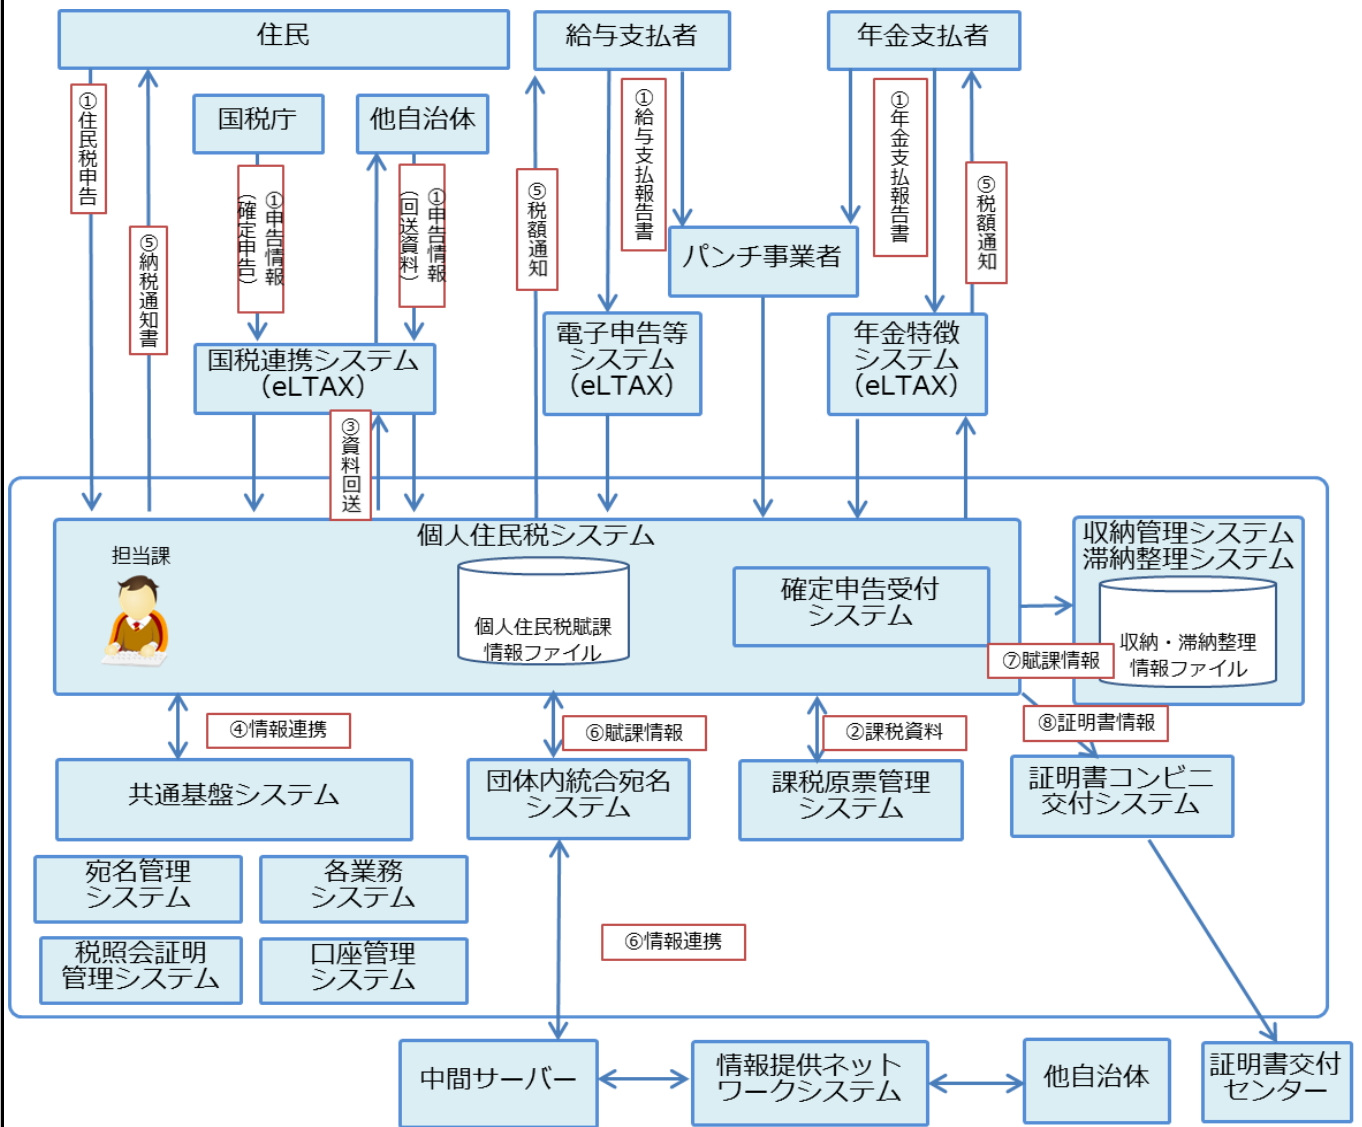 住民
給与支払者
年金支払者
①住民税申告
⑤納税通知書
国税庁
他自治体
①申告情報
（確定申告）
①申告情報
（回送資料）
⑤税額通知
①給与支払報告書
①年金支払報告書
⑤税額通知
パンチ事業者
国税連携システム
（eLTAX）
電子申告等
システム
（eLTAX）
年金特徴
システム
（eLTAX）
③資料回送
個人住民税システム
担当課
個人住民税賦課
情報ファイル
確定申告受付
システム
収納管理システム
滞納整理システム
収納・滞納整理
情報ファイル
⑦賦課情報
④情報連携
⑥賦課情報
②課税資料
⑧証明書情報
共通基盤システム
団体内統合宛名
システム
課税原票管理
システム
証明書コンビニ
交付システム
宛名管理
システム
各業務
システム
税照会証明
管理システム
口座管理
システム
⑥情報連携
中間サーバー
情報提供ネット
ワークシステム
他自治体
証明書交付
センター